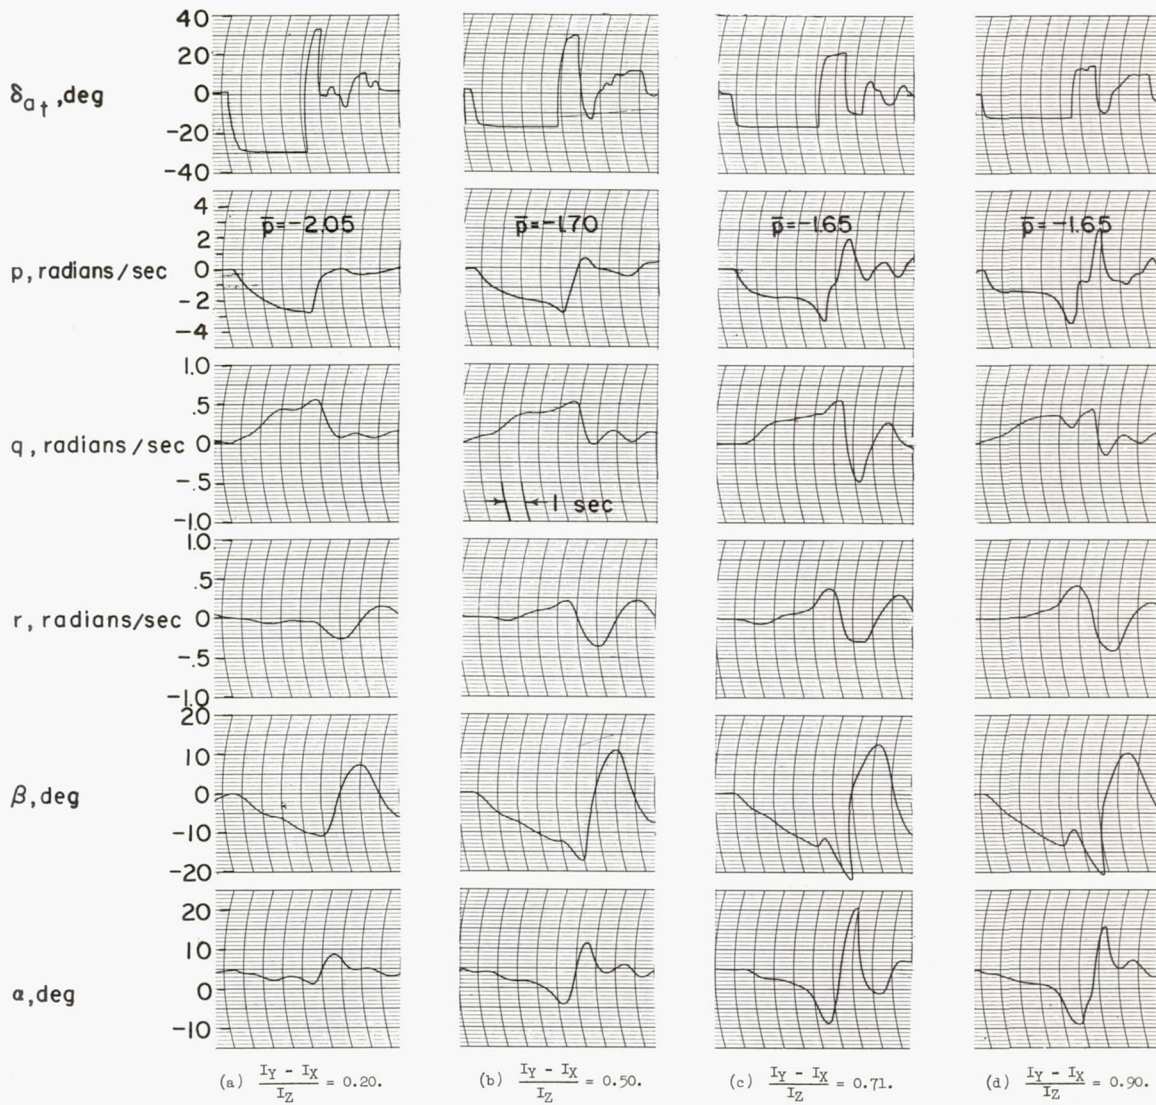 40
20
δat, deg
0
-20
-40
4
p̄=-2.05
p̄=-1.70
p̄=-1.65
p̄=-1.65
2
p, radians/sec
0
-2
-4
1.0
.5
q, radians/sec
0
-.5
1 sec
-1.0
1.0
.5
r, radians/sec
0
-.5
-1.0
20
10
β, deg
0
-10
-20
20
10
α, deg
0
-10
(a) IY - IX / IZ = 0.20.
(b) IY - IX / IZ = 0.50.
(c) IY - IX / IZ = 0.71.
(d) IY - IX / IZ = 0.90.